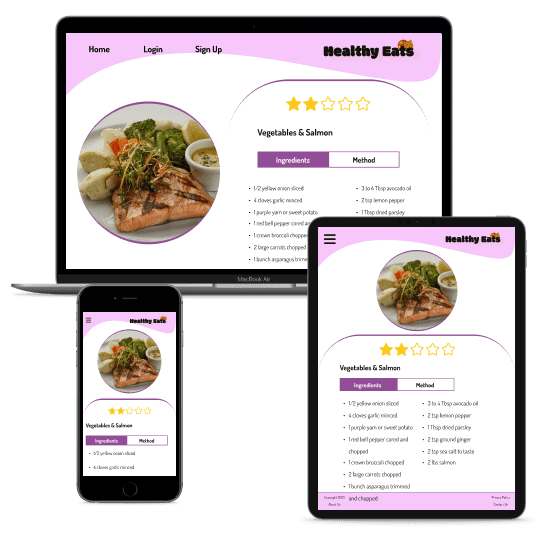 Home Login Sign Up Healthy Eats
Vegetables & Salmon
Ingredients Method
1/2 yellow onion sliced
4 cloves garlic minced
1 purple yarn or sweet potato
1 red bell pepper cored and
chopped
1 crown broccoli chopped
2 large carrots chopped
1 bunch asparagus trimmed
3 to 4 Tbsp avocado oil
2 tsp lemon pepper
1 Tbsp dried parsley
MacBook Air
Healthy Eats
Vegetables & Salmon
Ingredients Method
1/2 yellow onion sliced
4 cloves garlic minced
Healthy Eats
Vegetables & Salmon
Ingredients Method
1/2 yellow onion sliced
4 cloves garlic minced
1 purple yarn or sweet potato
1 red bell pepper cored and
chopped
1 crown broccoli chopped
2 large carrots chopped
1 bunch asparagus trimmed
and chopped
3 to 4 Tbsp avocado oil
2 tsp lemon pepper
1 Tbsp dried parsley
2 tsp ground ginger
2 tsp sea salt to taste
2 lbs salmon
Copyright 2023
About Us
Privacy Policy
Contact Us